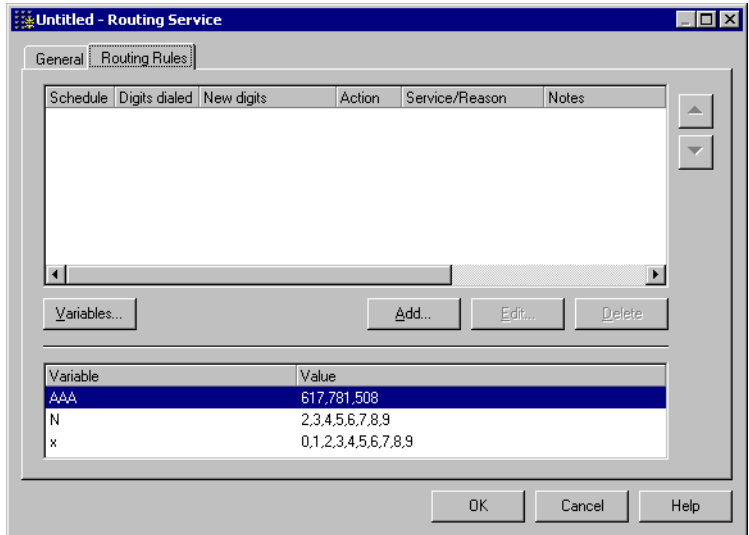 Untitled - Routing Service
General Routing Rules
Schedule Digits dialed New digits Action Service/Reason Notes
Variables... Add... Edit... Delete
Variable Value
AAA 617,781,508
N 2,3,4,5,6,7,8,9
x 0,1,2,3,4,5,6,7,8,9
OK Cancel Help